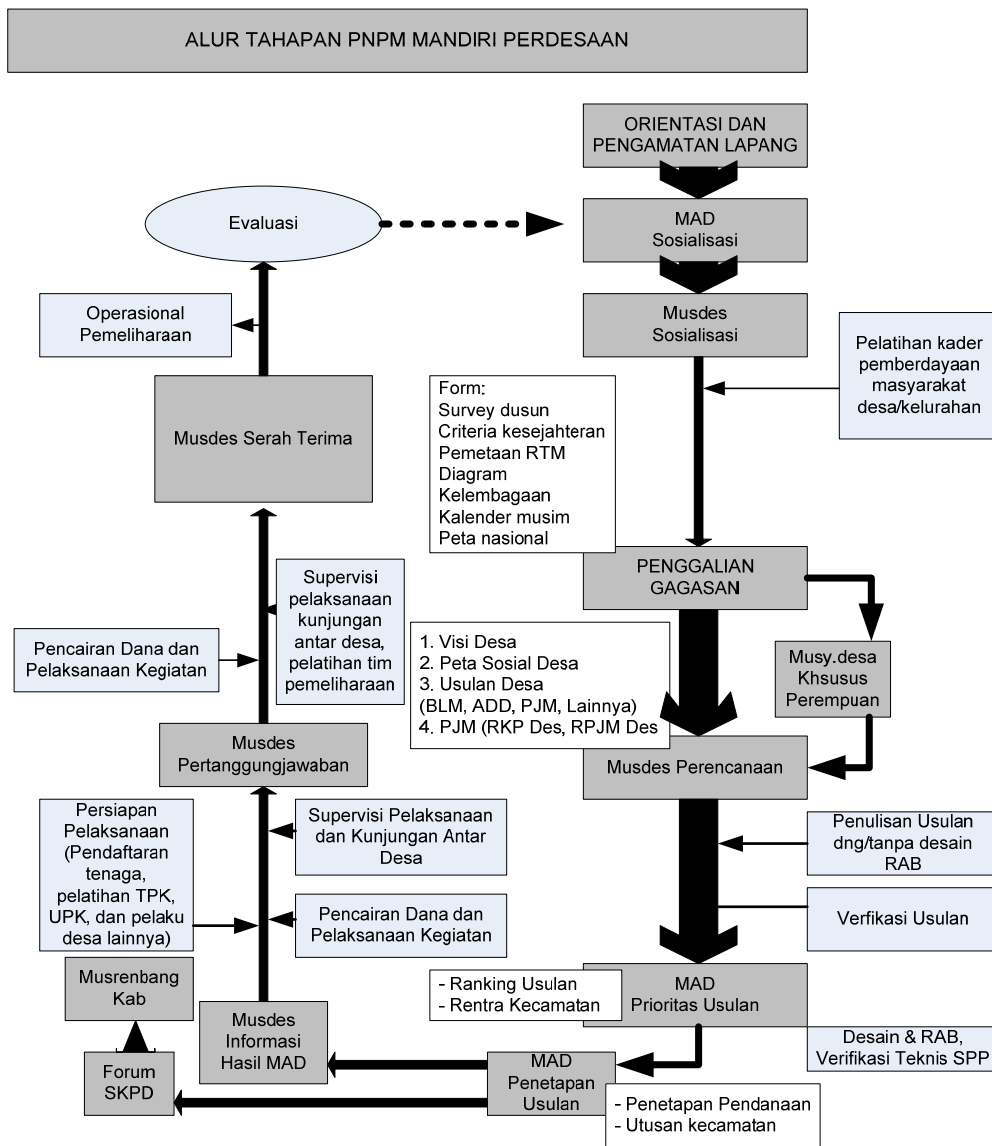 ALUR TAHAPAN PNPM MANDIRI PERDESAAN
ORIENTASI DAN
PENGAMATAN LAPANG
MAD
Sosialisasi
Evaluasi
Musdes
Sosialisasi
Operasional
Pemeliharaan
Pelatihan kader
pemberdayaan
masyarakat
desa/kelurahan
Form:
Survey dusun
Criteria kesejahteran
Pemetaan RTM
Diagram
Kelembagaan
Kalender musim
Peta nasional
Musdes Serah Terima
PENGGALIAN
GAGASAN
Supervisi
pelaksanaan
kunjungan
antar desa,
pelatihan tim
pemeliharaan
Pencairan Dana dan
Pelaksanaan Kegiatan
1. Visi Desa
2. Peta Sosial Desa
3. Usulan Desa
(BLM, ADD, PJM, Lainnya)
4. PJM (RKP Des, RPJM Des
Musy.desa
Khsusus
Perempuan
Musdes
Pertanggungjawaban
Musdes Perencanaan
Persiapan
Pelaksanaan
(Pendaftaran
tenaga,
pelatihan TPK,
UPK, dan pelaku
desa lainnya)
Supervisi Pelaksanaan
dan Kunjungan Antar
Desa
Penulisan Usulan
dng/tanpa desain
RAB
Pencairan Dana dan
Pelaksanaan Kegiatan
Verfikasi Usulan
Musrenbang
Kab
- Ranking Usulan
- Rentra Kecamatan
MAD
Prioritas Usulan
Musdes
Informasi
Hasil MAD
Desain & RAB,
Verifikasi Teknis SPP
Forum
SKPD
MAD
Penetapan
Usulan
- Penetapan Pendanaan
- Utusan kecamatan